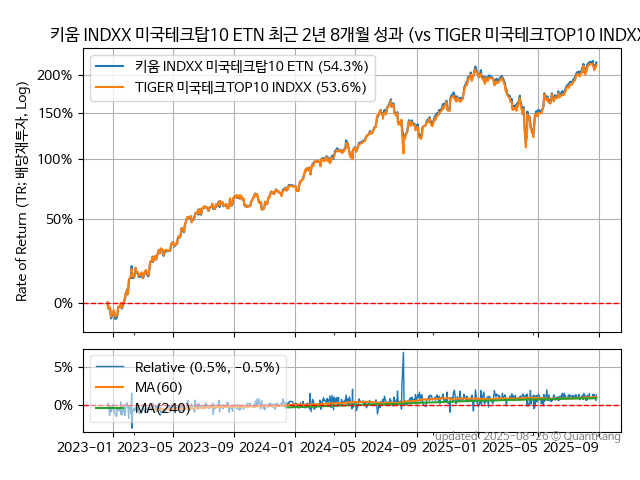 키움 INDXX 미국테크탑10 ETN 최근 2년 8개월 성과 (vs TIGER 미국테크TOP10 INDXX
Rate of Return (TR: 배당재투자, Log)
키움 INDXX 미국테크탑10 ETN (54.3%)
TIGER 미국테크TOP10 INDXX (53.6%)
200%
150%
100%
50%
0%
Relative (0.5%, −0.5%)
MA(60)
MA(240)
5%
0%
updated: 2025-08-26 © QuantKang
2023−01 2023−05 2023−09 2024−01 2024−05 2024−09 2025−01 2025−05 2025−09